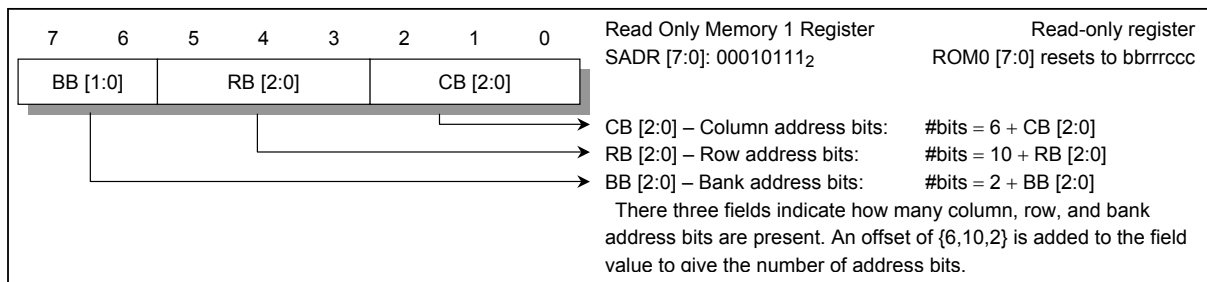 7 6 5 4 3 2 1 0
BB [1:0] RB [2:0] CB [2:0]
Read Only Memory 1 Register Read-only register
SADR [7:0]: 00010111₂ ROM0 [7:0] resets to bbrrrccc
CB [2:0] – Column address bits: #bits = 6 + CB [2:0]
RB [2:0] – Row address bits: #bits = 10 + RB [2:0]
BB [2:0] – Bank address bits: #bits = 2 + BB [2:0]
There three fields indicate how many column, row, and bank
address bits are present. An offset of {6,10,2} is added to the field
value to give the number of address bits.